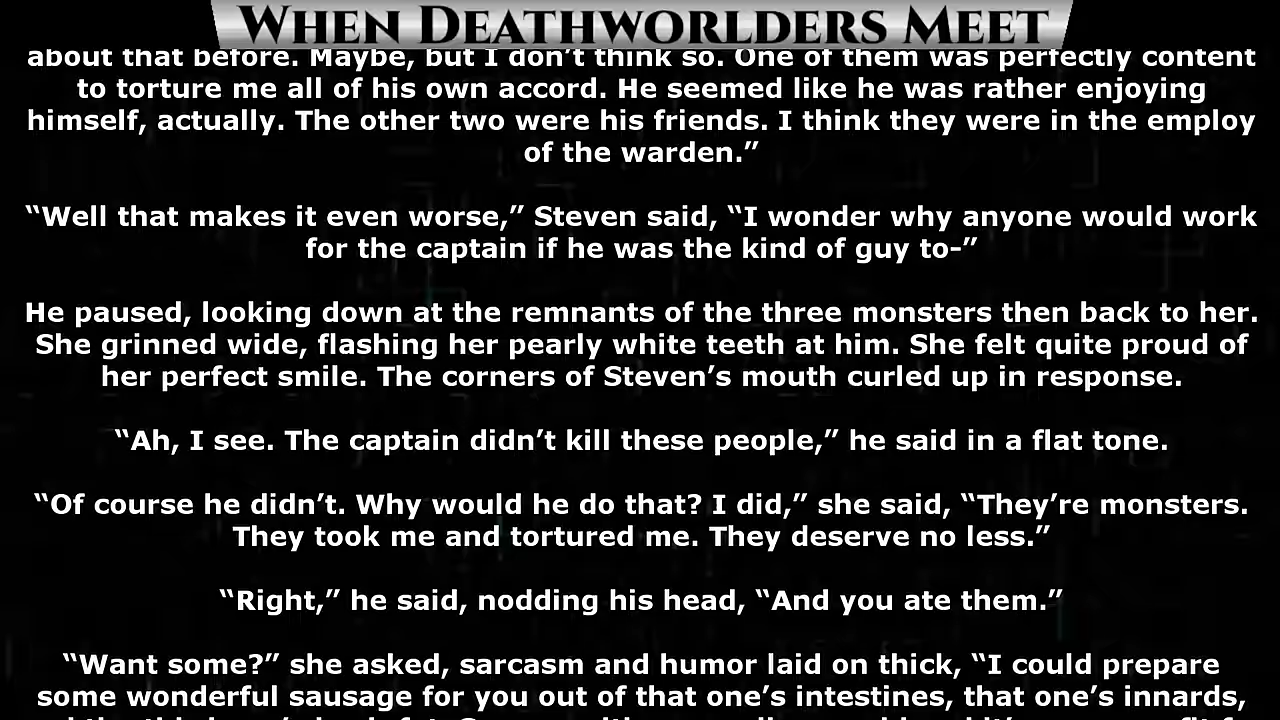 When Deathworlders Meet
about that before. Maybe, but I don’t think so. One of them was perfectly content
to torture me all of his own accord. He seemed like he was rather enjoying
himself, actually. The other two were his friends. I think they were in the employ
of the warden.”
“Well that makes it even worse,” Steven said, “I wonder why anyone would work
for the captain if he was the kind of guy to-”
He paused, looking down at the remnants of the three monsters then back to her.
She grinned wide, flashing her pearly white teeth at him. She felt quite proud of
her perfect smile. The corners of Steven’s mouth curled up in response.
“Ah, I see. The captain didn’t kill these people,” he said in a flat tone.
“Of course he didn’t. Why would he do that? I did,” she said, “They’re monsters.
They took me and tortured me. They deserve no less.”
“Right,” he said, nodding his head, “And you ate them.”
“Want some?” she asked, sarcasm and humor laid on thick, “I could prepare
some wonderful sausage for you out of that one’s intestines, that one’s innards,